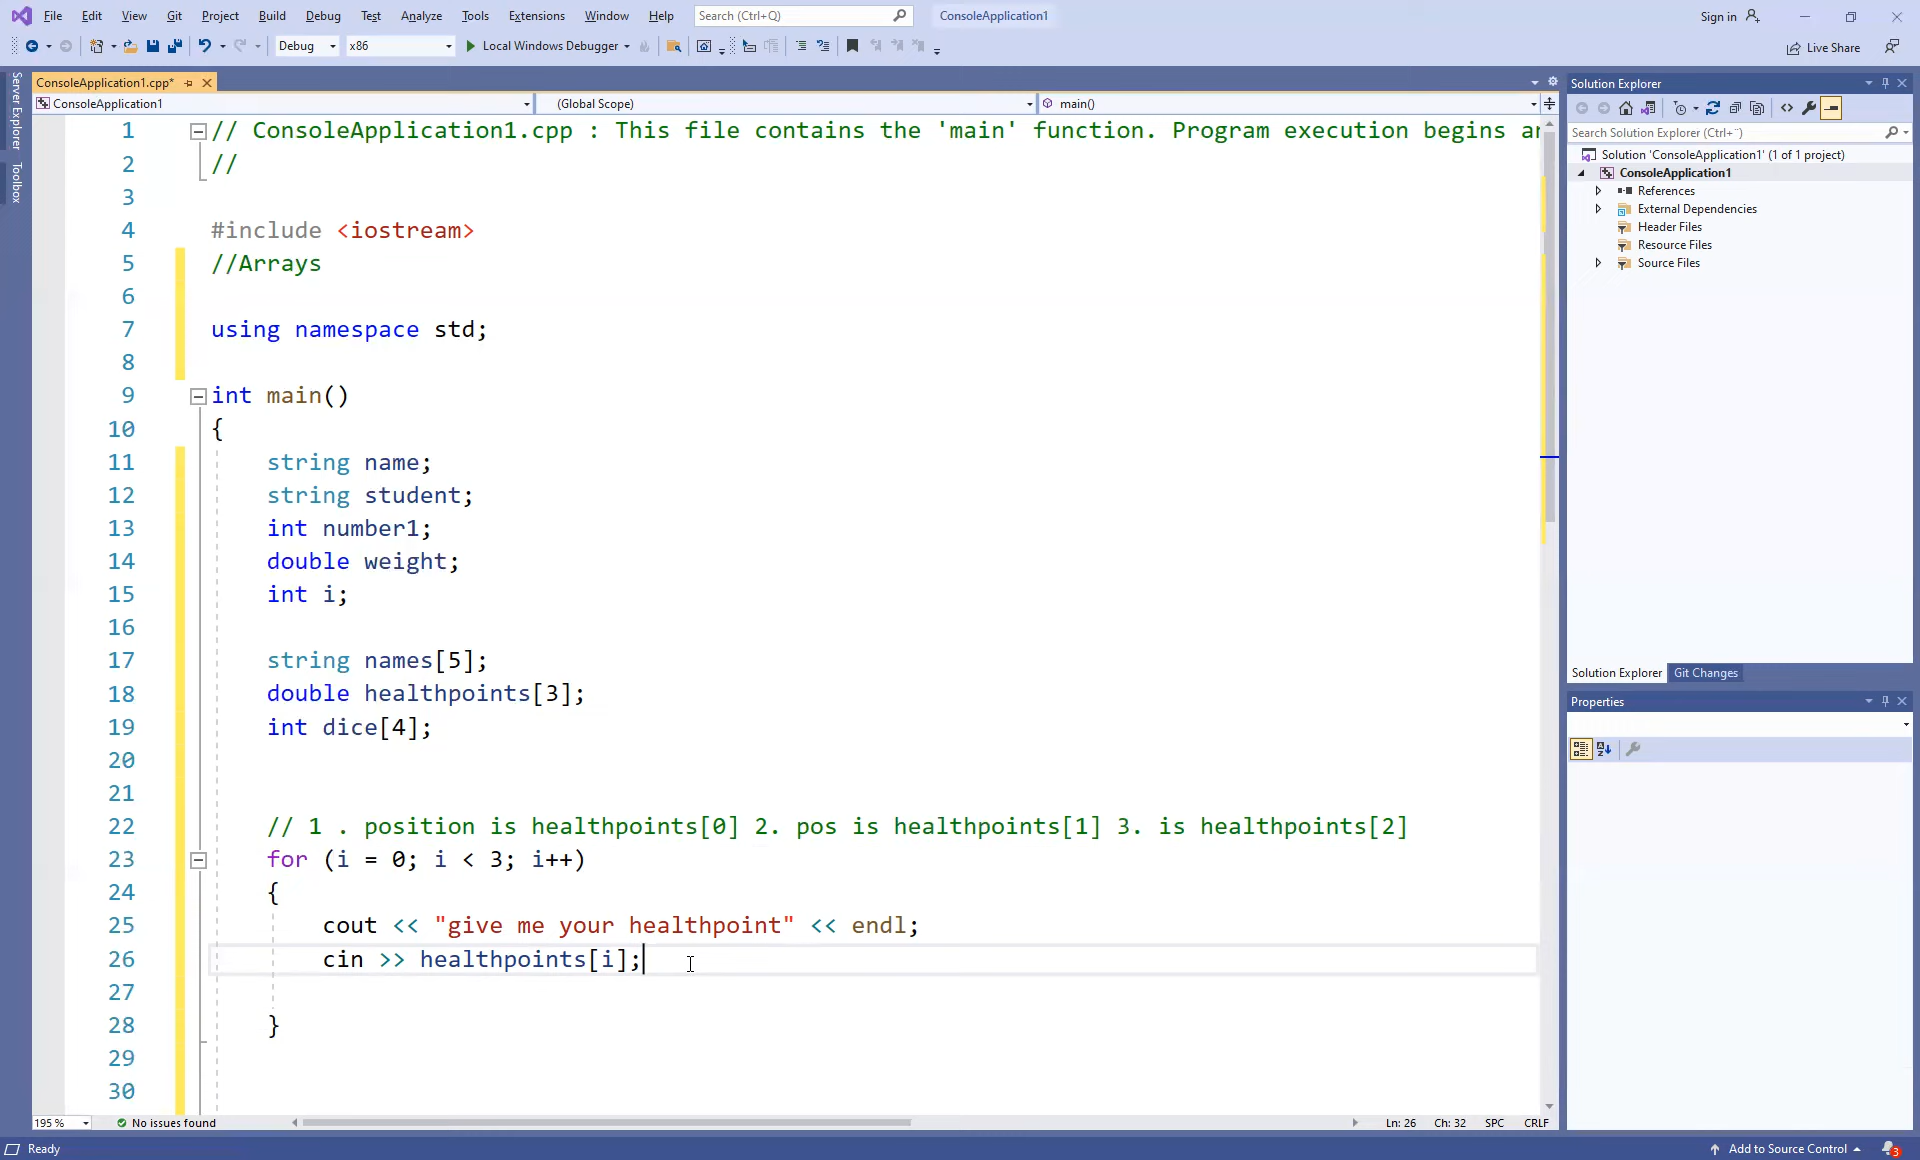 File Edit View Git Project Build Debug Test Analyze Tools Extensions Window Help Search (Ctrl+Q) ConsoleApplication1 Sign in
Debug x86 Local Windows Debugger Live Share
Server Explorer
Toolbox
ConsoleApplication1.cpp*
ConsoleApplication1 (Global Scope) main()
1 // ConsoleApplication1.cpp : This file contains the 'main' function. Program execution begins an
2 //
3
4 #include <iostream>
5 //Arrays
6
7 using namespace std;
8
9 int main()
10 {
11 string name;
12 string student;
13 int number1;
14 double weight;
15 int i;
16
17 string names[5];
18 double healthpoints[3];
19 int dice[4];
20
21
22 // 1 . position is healthpoints[0] 2. pos is healthpoints[1] 3. is healthpoints[2]
23 for (i = 0; i < 3; i++)
24 {
25 cout << "give me your healthpoint" << endl;
26 cin >> healthpoints[i];
27
28 }
29
30
195 % No issues found Ln: 26 Ch: 32 SPC CRLF
Solution Explorer
Search Solution Explorer (Ctrl+¨)
Solution 'ConsoleApplication1' (1 of 1 project)
ConsoleApplication1
References
External Dependencies
Header Files
Resource Files
Source Files
Solution Explorer Git Changes
Properties
Ready Add to Source Control 3